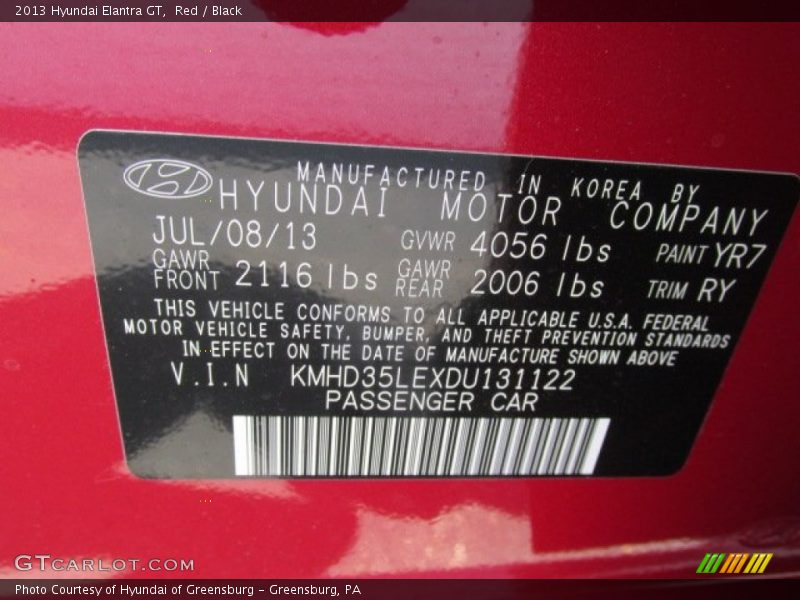 2013 Hyundai Elantra GT,  Red / Black
MANUFACTURED IN KOREA BY
HYUNDAI MOTOR COMPANY
JUL/08/13 GVWR 4056 lbs PAINT YR7
GAWR FRONT 2116 lbs GAWR REAR 2006 lbs TRIM RY
THIS VEHICLE CONFORMS TO ALL APPLICABLE U.S.A. FEDERAL
MOTOR VEHICLE SAFETY, BUMPER, AND THEFT PREVENTION STANDARDS
IN EFFECT ON THE DATE OF MANUFACTURE SHOWN ABOVE
V.I.N KMHD35LEXDU131122
PASSENGER CAR
GTCARLOT.COM
Photo Courtesy of Hyundai of Greensburg - Greensburg, PA